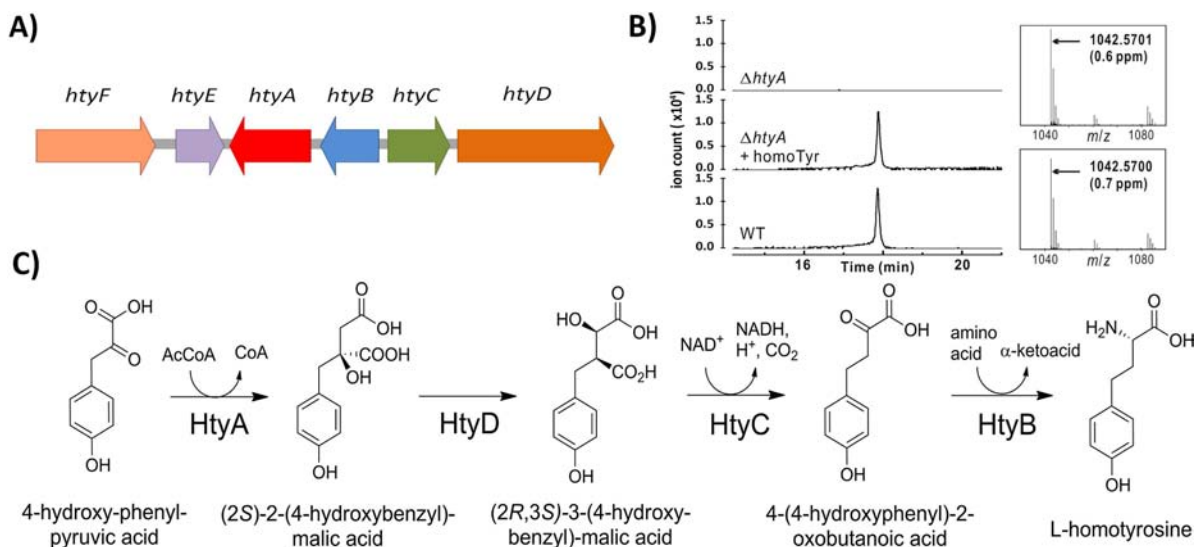 A)
htyF htyE htyA htyB htyC htyD
B)
ion count ( x10⁶)
1.5
1.0
0.5
0.0
ΔhtyA
1.5
1.0
0.5
0.0
ΔhtyA
+ homoTyr
1.5
1.0
0.5
0.0
WT
16 18 20
Time (min)
1042.5701
(0.6 ppm)
1040 1080
m/z
1042.5700
(0.7 ppm)
1040 1080
m/z
C)
O OH
O
OH
4-hydroxy-phenyl-
pyruvic acid
AcCoA CoA
HtyA
O
OH
COOH
OH
OH
(2S)-2-(4-hydroxybenzyl)-
malic acid
HtyD
HO O
OH
CO₂H
OH
(2R,3S)-3-(4-hydroxy-
benzyl)-malic acid
NAD⁺ NADH,
H⁺, CO₂
HtyC
O
O OH
OH
4-(4-hydroxyphenyl)-2-
oxobutanoic acid
amino
acid α-ketoacid
HtyB
H₂N O
OH
OH
L-homotyrosine